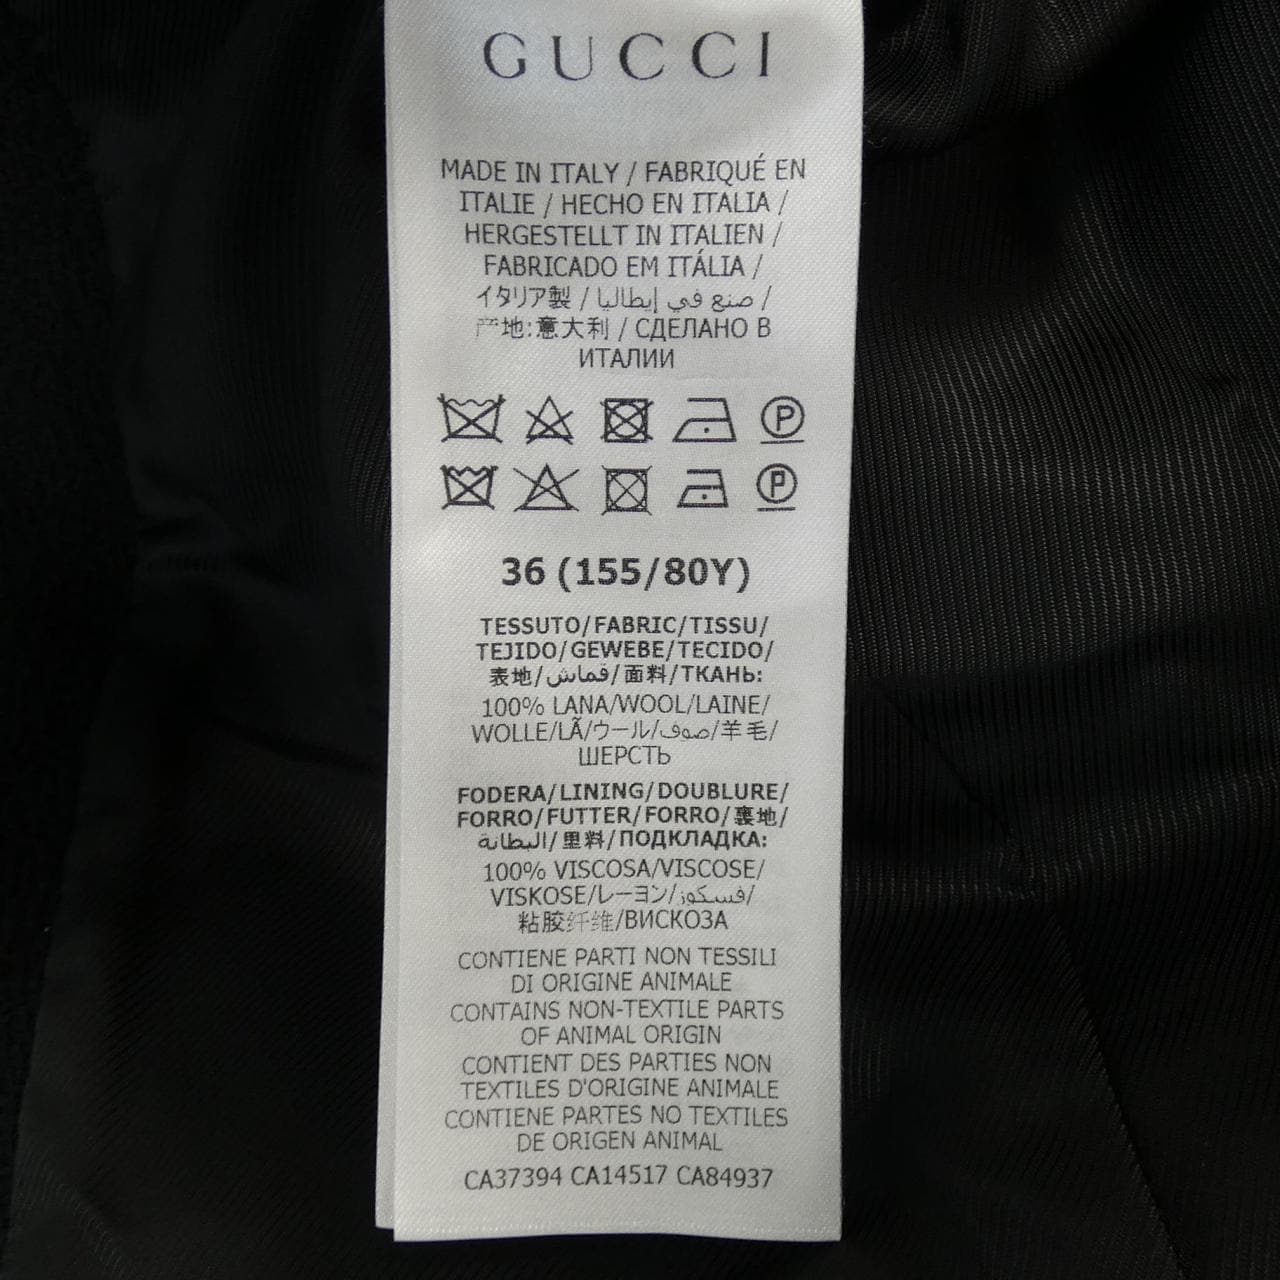 GUCCI
MADE IN ITALY / FABRIQUÉ EN
ITALIE / HECHO EN ITALIA /
HERGESTELLT IN ITALIEN /
FABRICADO EM ITÁLIA /
イタリア製 / صنع في إيطاليا /
产地:意大利 / СДЕЛАНО В
ИТАЛИИ
P
P
36 (155/80Y)
TESSUTO/FABRIC/TISSU/
TEJIDO/GEWEBE/TECIDO/
表地/قماش/面料/ТКАНЬ:
100% LANA/WOOL/LAINE/
WOLLE/LÃ/ウール/صوف/羊毛/
ШЕРСТЬ
FODERA/LINING/DOUBLURE/
FORRO/FUTTER/FORRO/裏地/
البطانة/里料/ПОДКЛАДКА:
100% VISCOSA/VISCOSE/
VISKOSE/レーヨン/فسكوز/
粘胶纤维/ВИСКОЗА
CONTIENE PARTI NON TESSILI
DI ORIGINE ANIMALE
CONTAINS NON-TEXTILE PARTS
OF ANIMAL ORIGIN
CONTIENT DES PARTIES NON
TEXTILES D'ORIGINE ANIMALE
CONTIENE PARTES NO TEXTILES
DE ORIGEN ANIMAL
CA37394 CA14517 CA84937